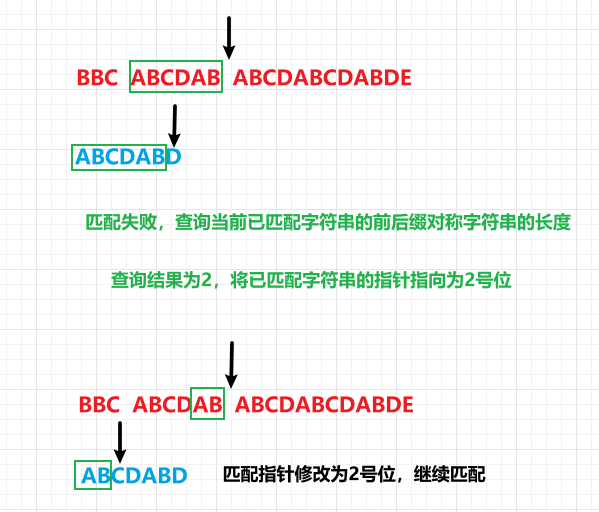 BBC ABCDAB ABCDABCDABDE
ABCDABD
匹配失败，查询当前已匹配字符串的前后缀对称字符串的长度
查询结果为2，将已匹配字符串的指针指向为2号位
BBC ABCDAB ABCDABCDABDE
ABCDABD
匹配指针修改为2号位，继续匹配